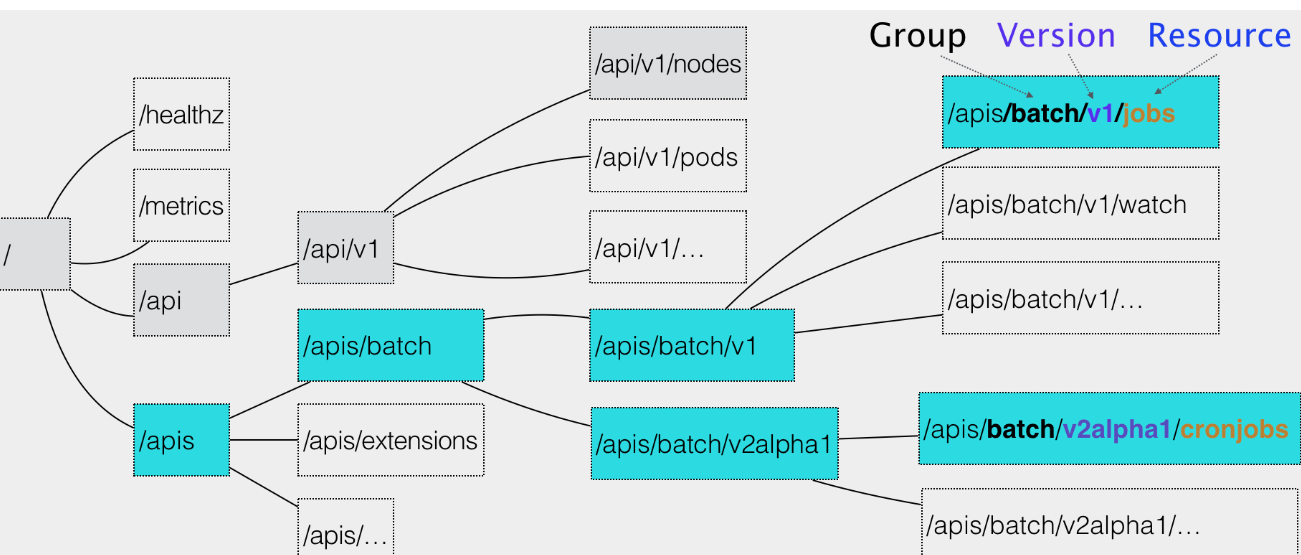 Group Version Resource
/api/v1/nodes
/healthz
/apis/batch/v1/jobs
/api/v1/pods
/metrics
/apis/batch/v1/watch
/
/api/v1
/api/v1/...
/api
/apis/batch/v1/...
/apis/batch
/apis/batch/v1
/apis
/apis/extensions
/apis/batch/v2alpha1
/apis/batch/v2alpha1/cronjobs
/apis/...
/apis/batch/v2alpha1/...